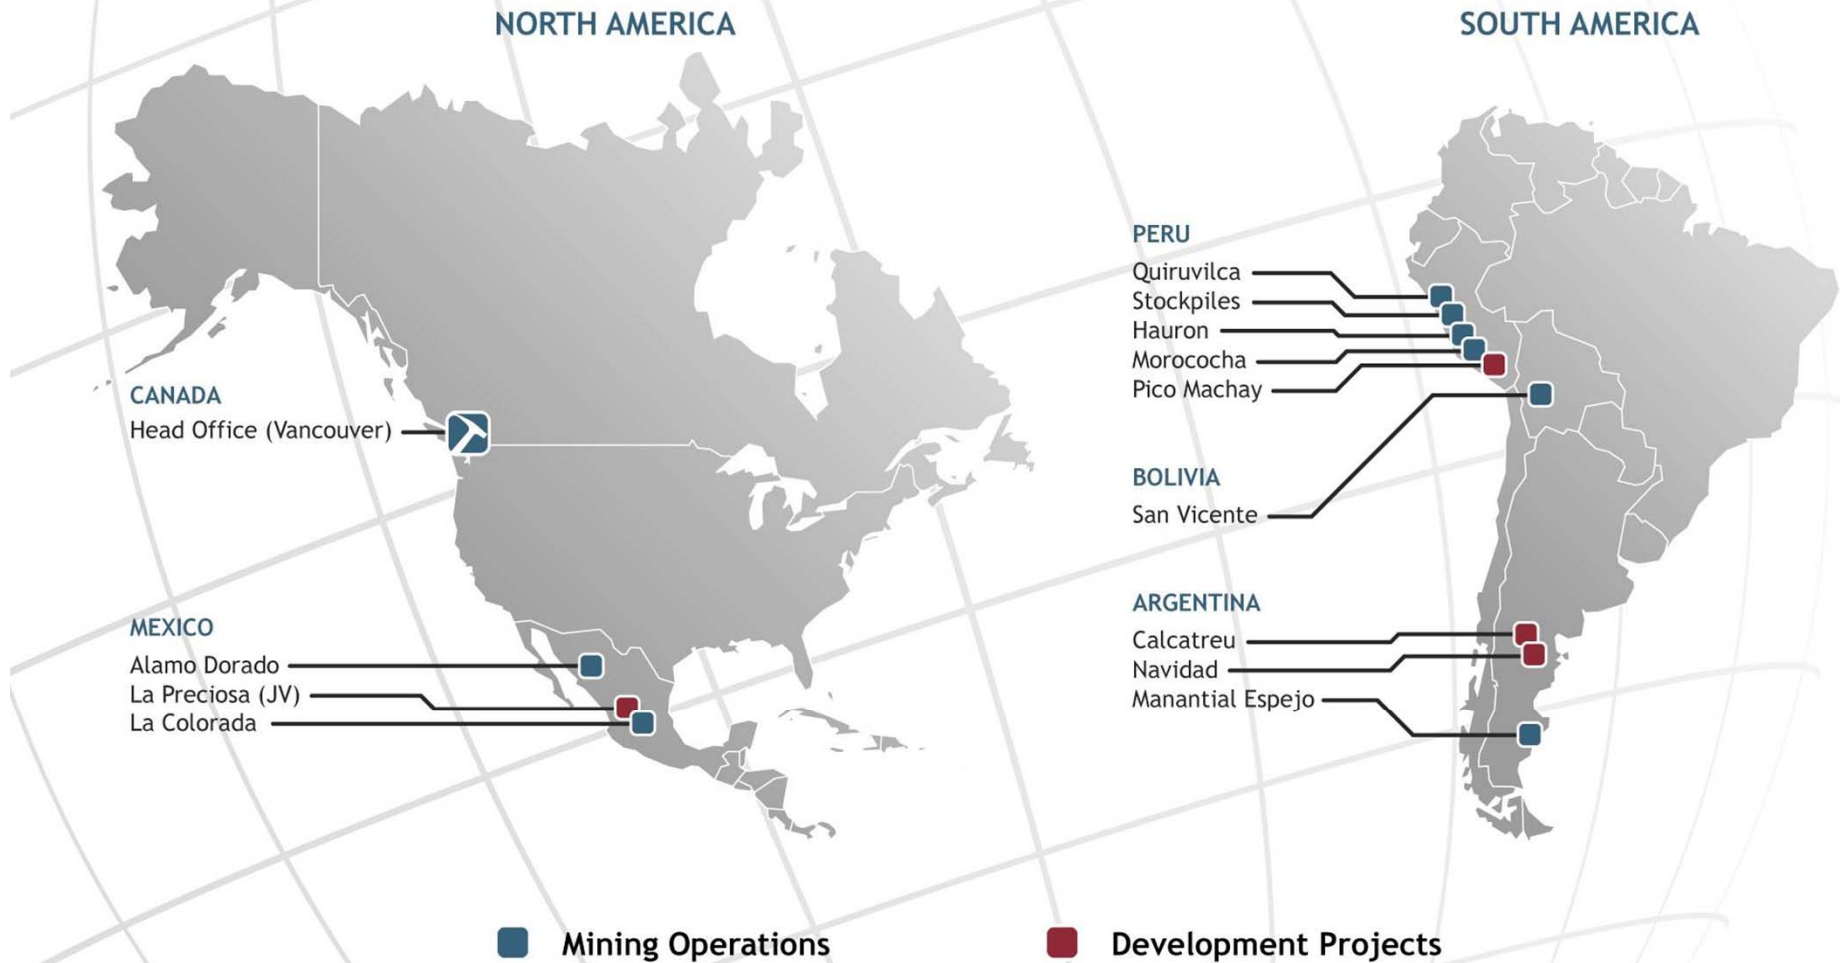 NORTH AMERICA
SOUTH AMERICA
CANADA
Head Office (Vancouver)
MEXICO
Alamo Dorado
La Preciosa (JV)
La Colorada
PERU
Quiruvilca
Stockpiles
Hauron
Morococha
Pico Machay
BOLIVIA
San Vicente
ARGENTINA
Calcatreu
Navidad
Manantial Espejo
Mining Operations
Development Projects